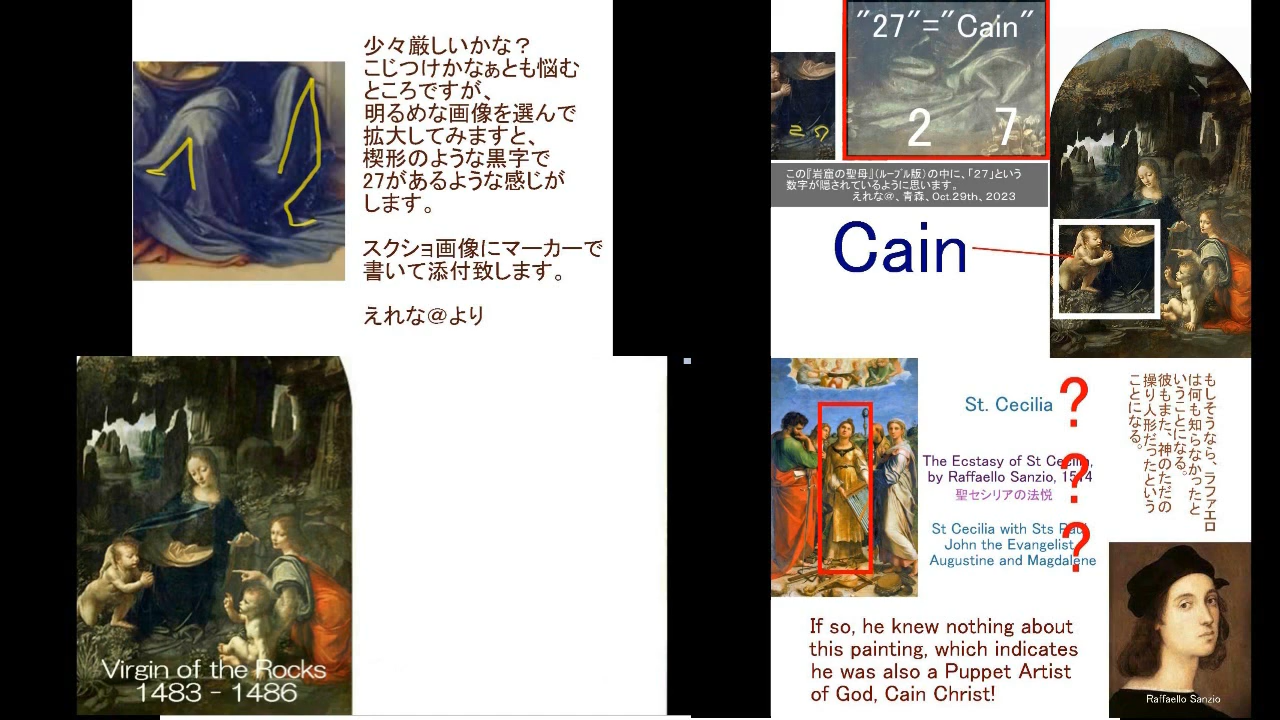 少々厳しいかな？
こじつけかなぁとも悩む
ところですが、
明るめな画像を選んで
拡大してみますと、
楔形のような黒字で
27があるような感じが
します。
スクショ画像にマーカーで
書いて添付致します。
えれな＠より
"27"="Cain"
2 7
27
この『岩窟の聖母』(ルーブル版)の中に、「27」という
数字が隠されているように思います。
えれな＠、青森、Oct.29th、2023
Cain
Virgin of the Rocks
1483 - 1486
St. Cecilia
?
The Ecstasy of St Cecilia,
by Raffaello Sanzio, 1514
?
聖セシリアの法悦
St Cecilia with Sts Paul
John the Evangelist
Augustine and Magdalene
?
もしそうなら、ラファエロ
は何も知らなかったと
いうことになる。
彼もまた、神のただの
操り人形だったという
ことになる。
If so, he knew nothing about
this painting, which indicates
he was also a Puppet Artist
of God, Cain Christ!
Raffaello Sanzio